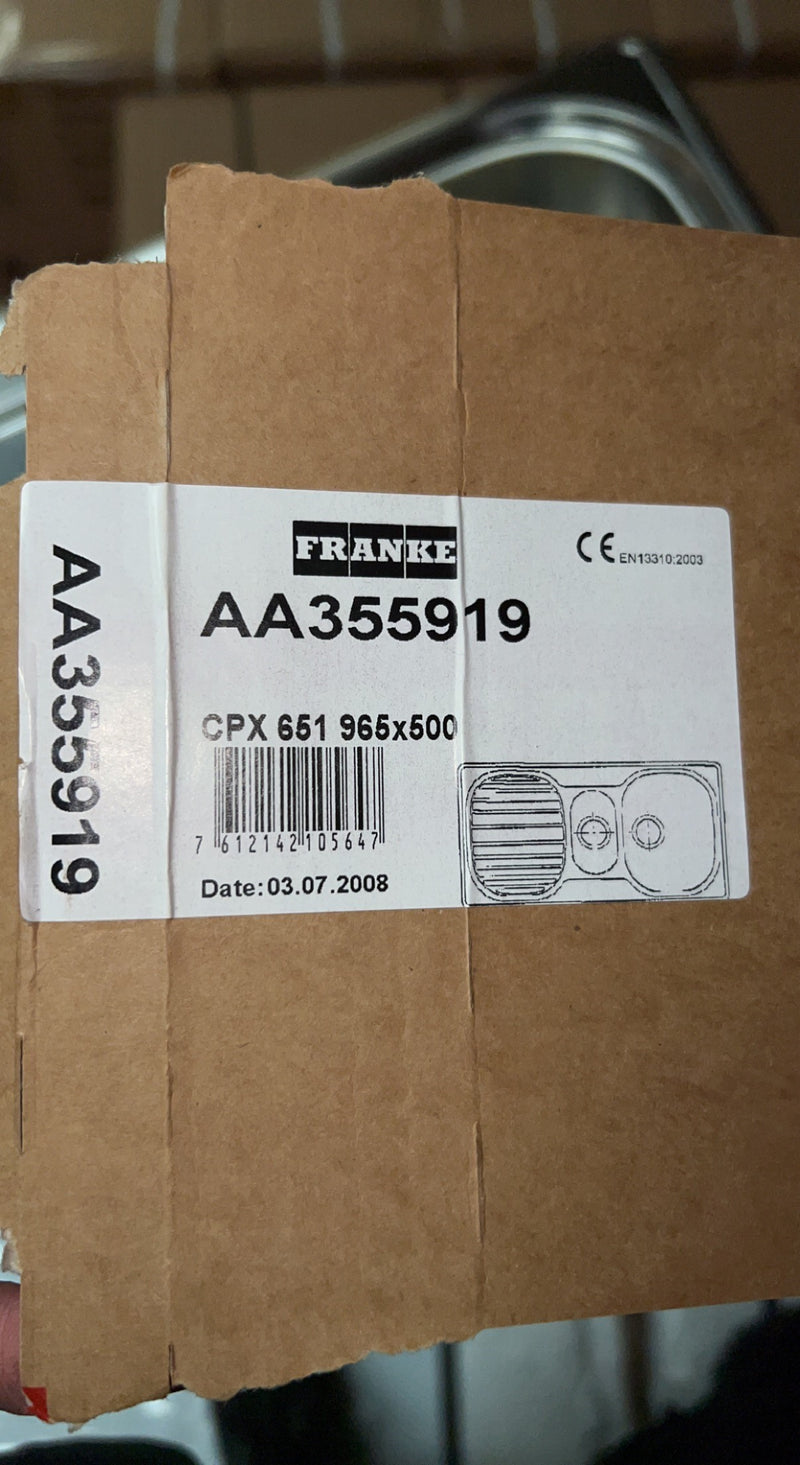 AA355919
FRANKE
CE EN13310:2003
AA355919
CPX 651 965x500
7 612142 105647
Date:03.07.2008